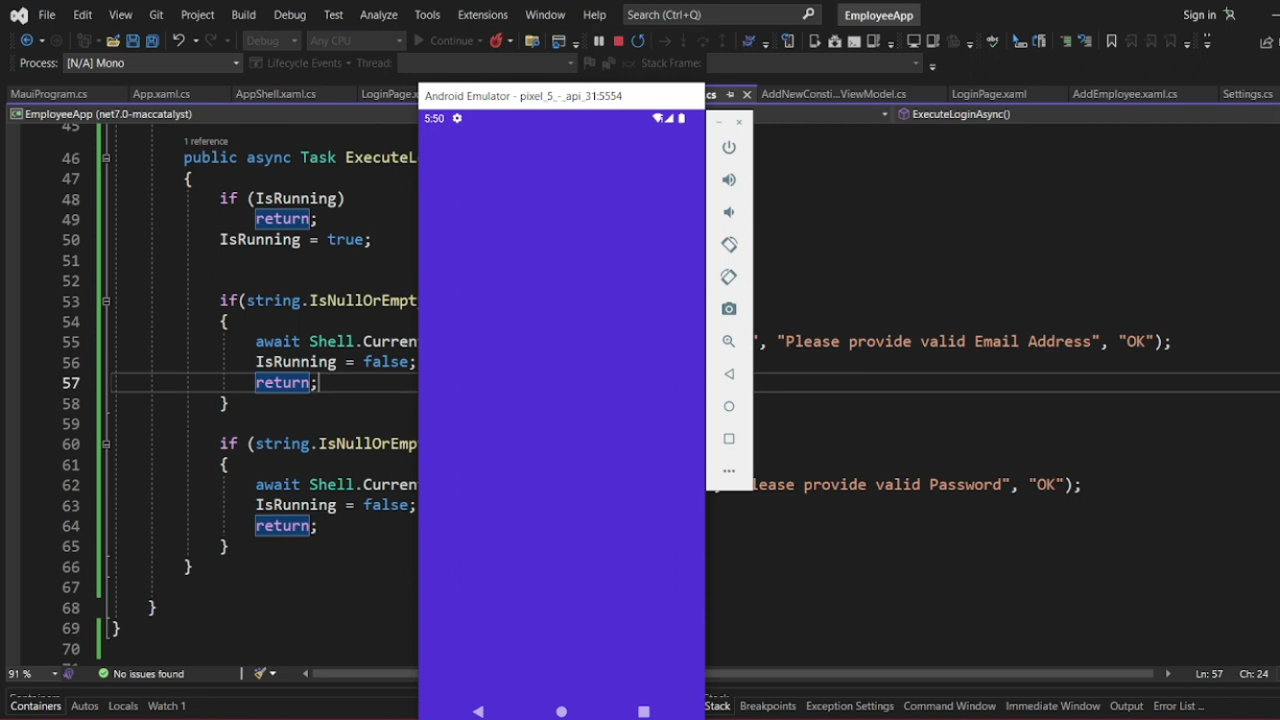 File Edit View Git Project Build Debug Test Analyze Tools Extensions Window Help Search (Ctrl+Q) EmployeeApp Sign in
Debug Any CPU Continue
Process: [N/A] Mono Lifecycle Events Thread: Stack Frame:
MauiProgram.cs App.xaml.cs AppShell.xaml.cs LoginPage.x .cs AddNewConsti...ViewModel.cs LoginPage.xaml AddEmployee.xaml.cs Settings.cs
EmployeeApp (net7.0-maccatalyst) ExecuteLoginAsync()
Android Emulator - pixel_5_-_api_31:5554
5:50
45
1 reference
46 public async Task ExecuteL
47 {
48 if (IsRunning)
49 return;
50 IsRunning = true;
51
52
53 if(string.IsNullOrEmpt
54 {
55 await Shell.Curren ", "Please provide valid Email Address", "OK");
56 IsRunning = false;
57 return;
58 }
59
60 if (string.IsNullOrEmp
61 {
62 await Shell.Curren lease provide valid Password", "OK");
63 IsRunning = false;
64 return;
65 }
66 }
67
68 }
69 }
70
91 % No issues found Ln: 57 Ch: 24
Containers Autos Locals Watch 1 Stack Breakpoints Exception Settings Command Window Immediate Window Output Error List ...